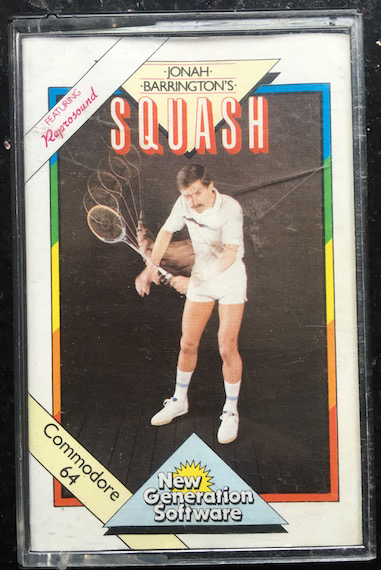 FEATURING
Reprosound
·JONAH·
·BARRINGTON'S·
SQUASH
Commodore
64
New
Generation
Software